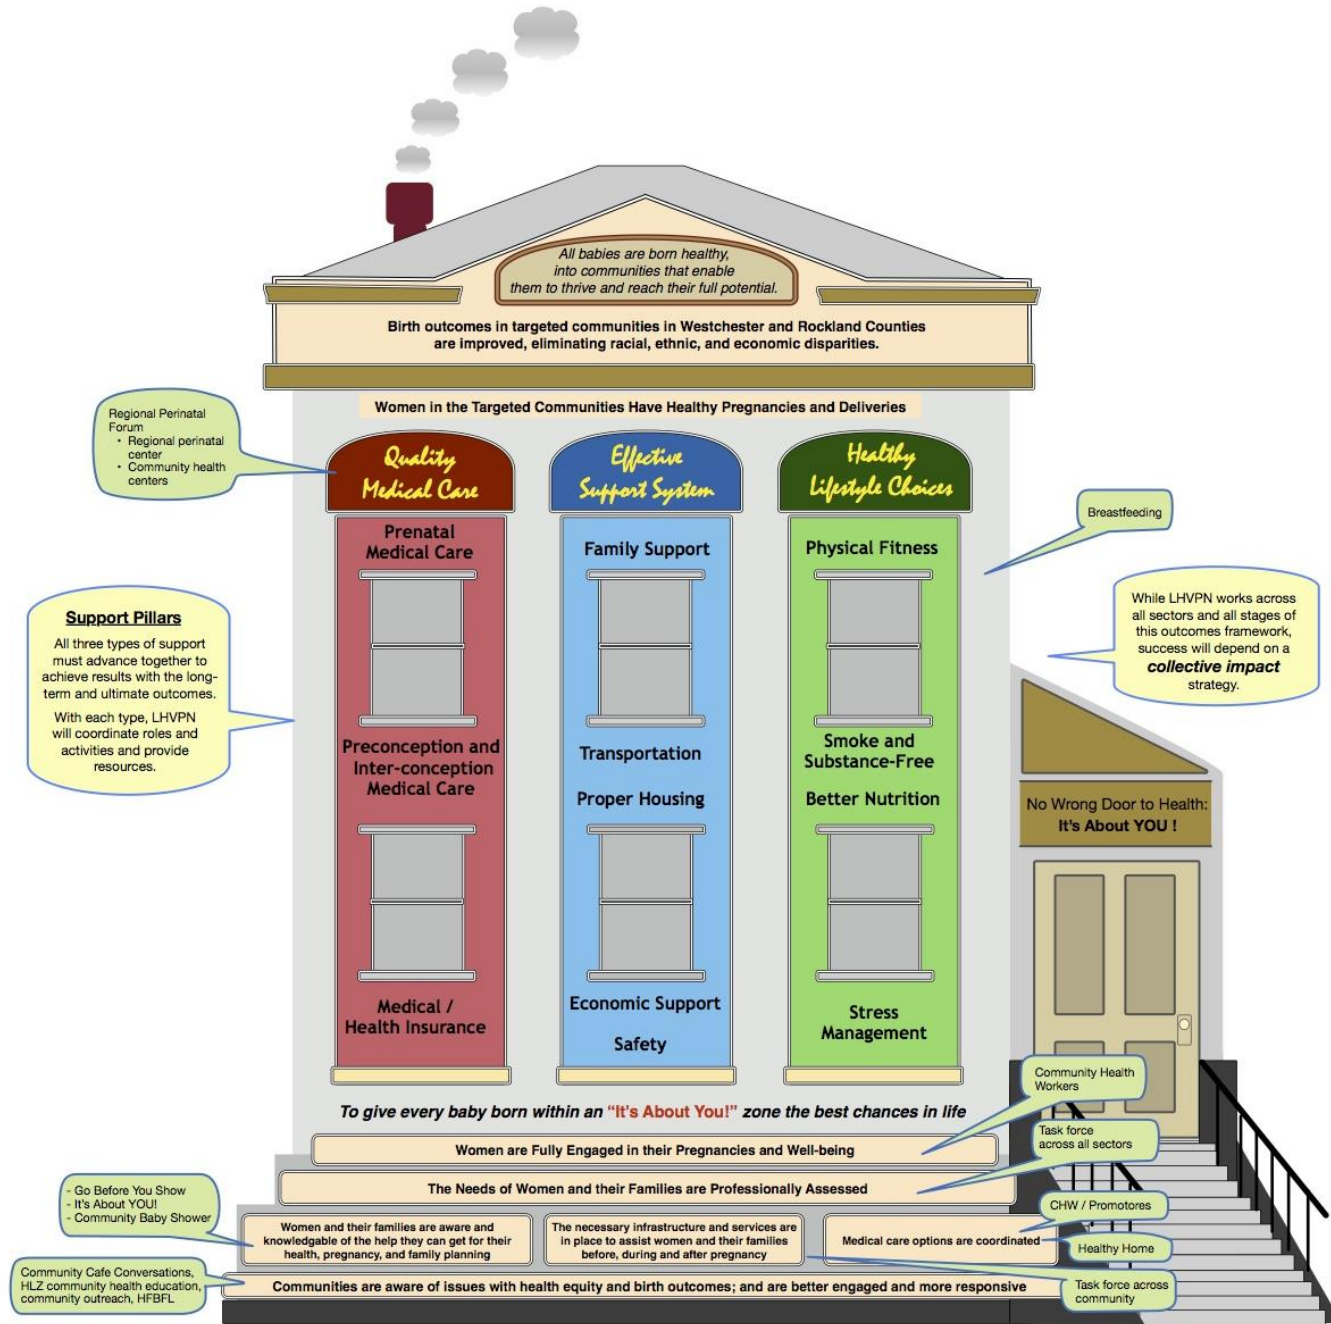 All babies are born healthy,
into communities that enable
them to thrive and reach their full potential.
Birth outcomes in targeted communities in Westchester and Rockland Counties
are improved, eliminating racial, ethnic, and economic disparities.
Women in the Targeted Communities Have Healthy Pregnancies and Deliveries
Regional Perinatal
Forum
• Regional perinatal
center
• Community health
centers
Quality
Medical Care
Prenatal
Medical Care
Preconception and
Inter-conception
Medical Care
Medical /
Health Insurance
Effective
Support System
Family Support
Transportation
Proper Housing
Economic Support
Safety
Healthy
Lifestyle Choices
Physical Fitness
Smoke and
Substance-Free
Better Nutrition
Stress
Management
Breastfeeding
Support Pillars
All three types of support
must advance together to
achieve results with the long-
term and ultimate outcomes.
With each type, LHVPN
will coordinate roles and
activities and provide
resources.
While LHVPN works across
all sectors and all stages of
this outcomes framework,
success will depend on a
collective impact
strategy.
No Wrong Door to Health:
It's About YOU !
To give every baby born within an "It's About You!" zone the best chances in life
Community Health
Workers
Women are Fully Engaged in their Pregnancies and Well-being
Task force
across all sectors
The Needs of Women and their Families are Professionally Assessed
- Go Before You Show
- It's About YOU!
- Community Baby Shower
Women and their families are aware and
knowledgable of the help they can get for their
health, pregnancy, and family planning
The necessary infrastructure and services are
in place to assist women and their families
before, during and after pregnancy
Medical care options are coordinated
CHW / Promotores
Healthy Home
Community Cafe Conversations,
HLZ community health education,
community outreach, HFBFL
Communities are aware of issues with health equity and birth outcomes; and are better engaged and more responsive
Task force across
community